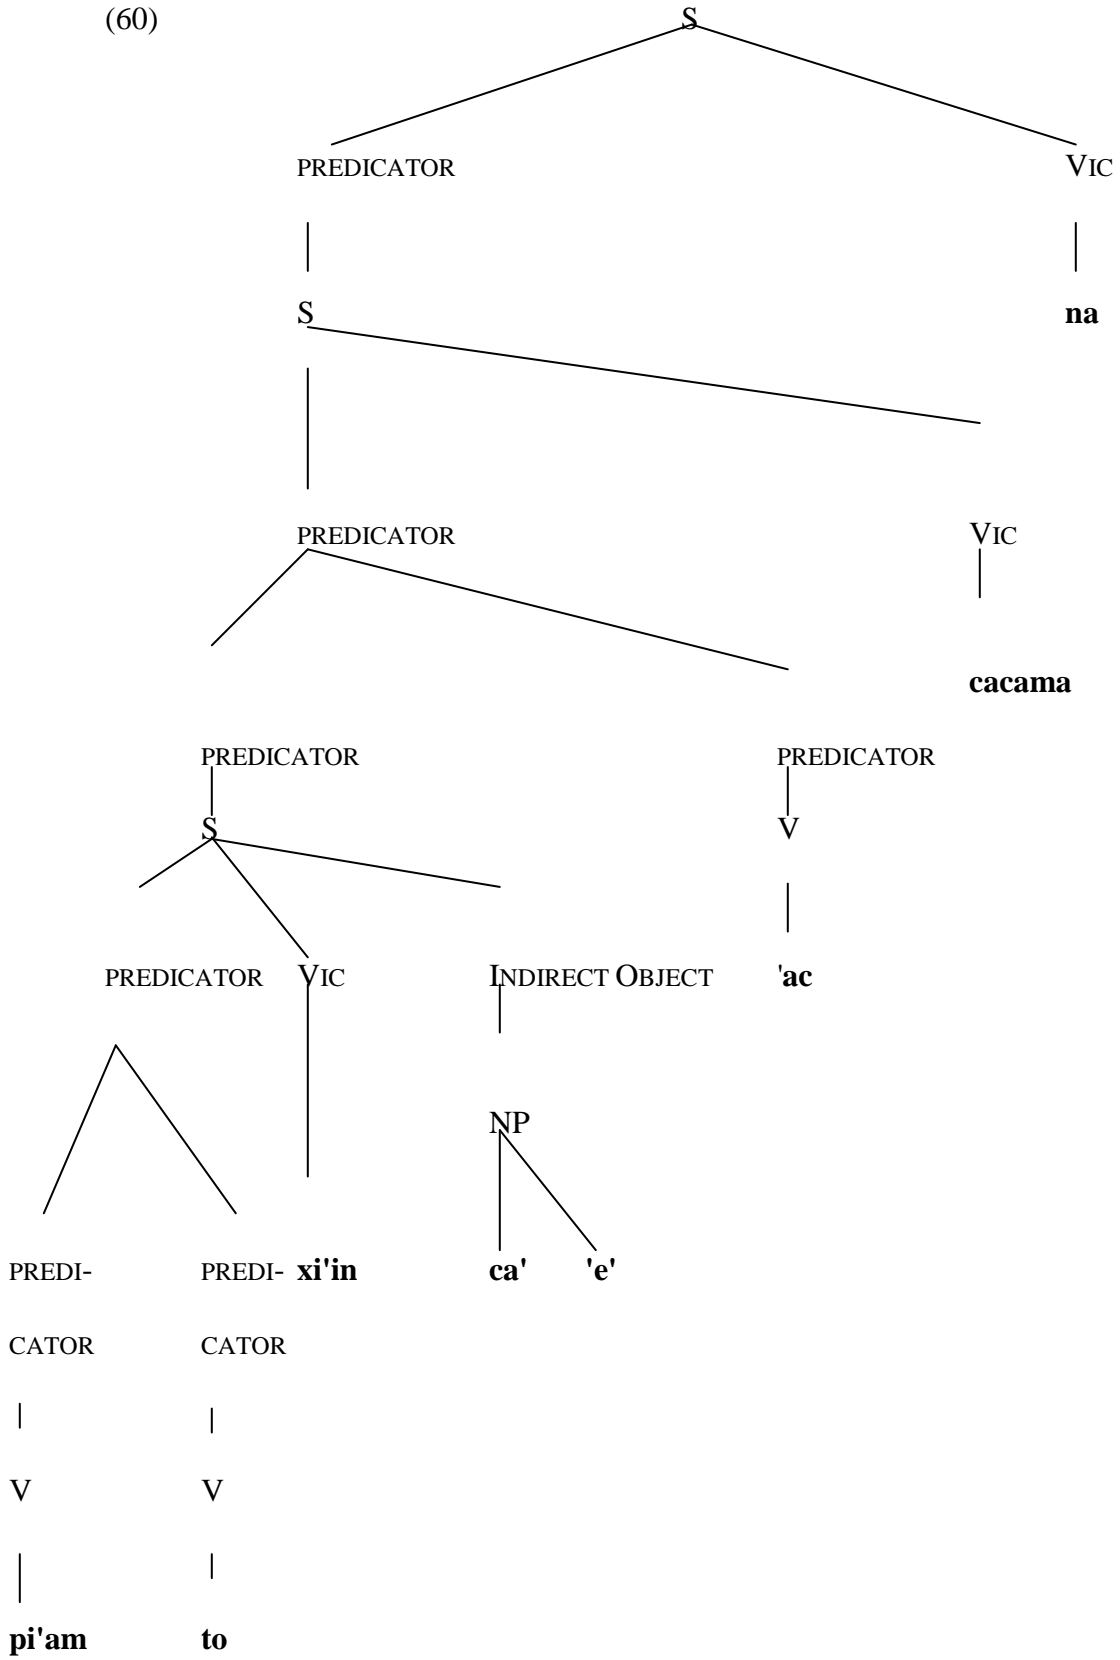 (60) S
PREDICATOR VIC
S na
PREDICATOR VIC
cacama
PREDICATOR PREDICATOR
S V
PREDICATOR VIC INDIRECT OBJECT 'ac
NP
PREDI- PREDI- xi'in ca' 'e'
CATOR CATOR
V V
pi'am to